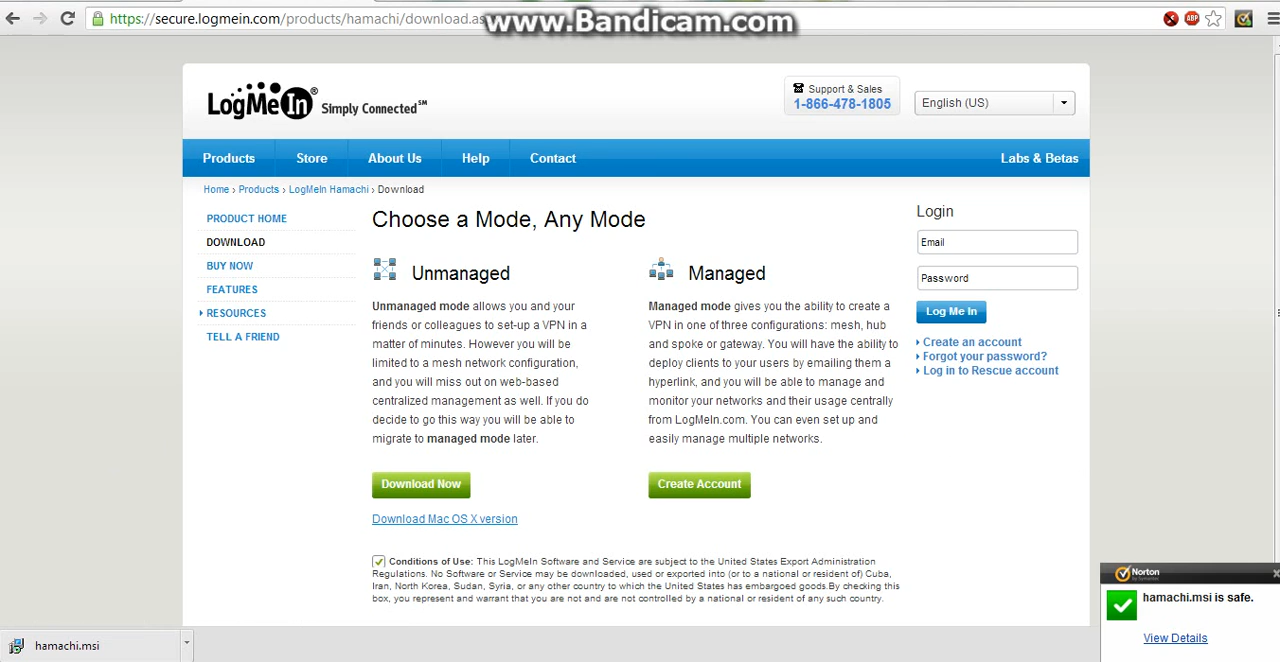 https://secure.logmein.com/products/hamachi/download.as
www.Bandicam.com
ABP
LogMeIn® Simply Connected℠
Support & Sales
1-866-478-1805
English (US)
Products Store About Us Help Contact Labs & Betas
Home › Products › LogMeIn Hamachi › Download
PRODUCT HOME
DOWNLOAD
BUY NOW
FEATURES
RESOURCES
TELL A FRIEND
Choose a Mode, Any Mode
Unmanaged
Unmanaged mode allows you and your
friends or colleagues to set-up a VPN in a
matter of minutes. However you will be
limited to a mesh network configuration,
and you will miss out on web-based
centralized management as well. If you do
decide to go this way you will be able to
migrate to managed mode later.
Download Now
Download Mac OS X version
Managed
Managed mode gives you the ability to create a
VPN in one of three configurations: mesh, hub
and spoke or gateway. You will have the ability to
deploy clients to your users by emailing them a
hyperlink, and you will be able to manage and
monitor your networks and their usage centrally
from LogMeIn.com. You can even set up and
easily manage multiple networks.
Create Account
Login
Email
Password
Log Me In
Create an account
Forgot your password?
Log in to Rescue account
Conditions of Use: This LogMeIn Software and Service are subject to the United States Export Administration
Regulations. No Software or Service may be downloaded, used or exported into (or to a national or resident of) Cuba,
Iran, North Korea, Sudan, Syria, or any other country to which the United States has embargoed goods.By checking this
box, you represent and warrant that you are not and are not controlled by a national or resident of any such country.
Norton
by Symantec
hamachi.msi is safe.
View Details
hamachi.msi